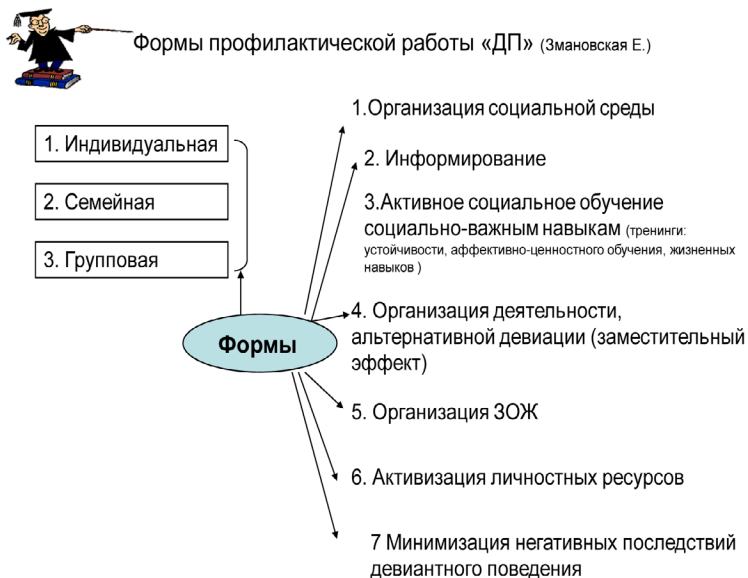 Формы профилактической работы «ДП» (Змановская Е.)
1. Индивидуальная
2. Семейная
3. Групповая
Формы
1.Организация социальной среды
2. Информирование
3.Активное социальное обучение
социально-важным навыкам (тренинги:
устойчивости, аффективно-ценностного обучения, жизненных
навыков )
4. Организация деятельности,
альтернативной девиации (заместительный
эффект)
5. Организация ЗОЖ
6. Активизация личностных ресурсов
7 Минимизация негативных последствий
девиантного поведения